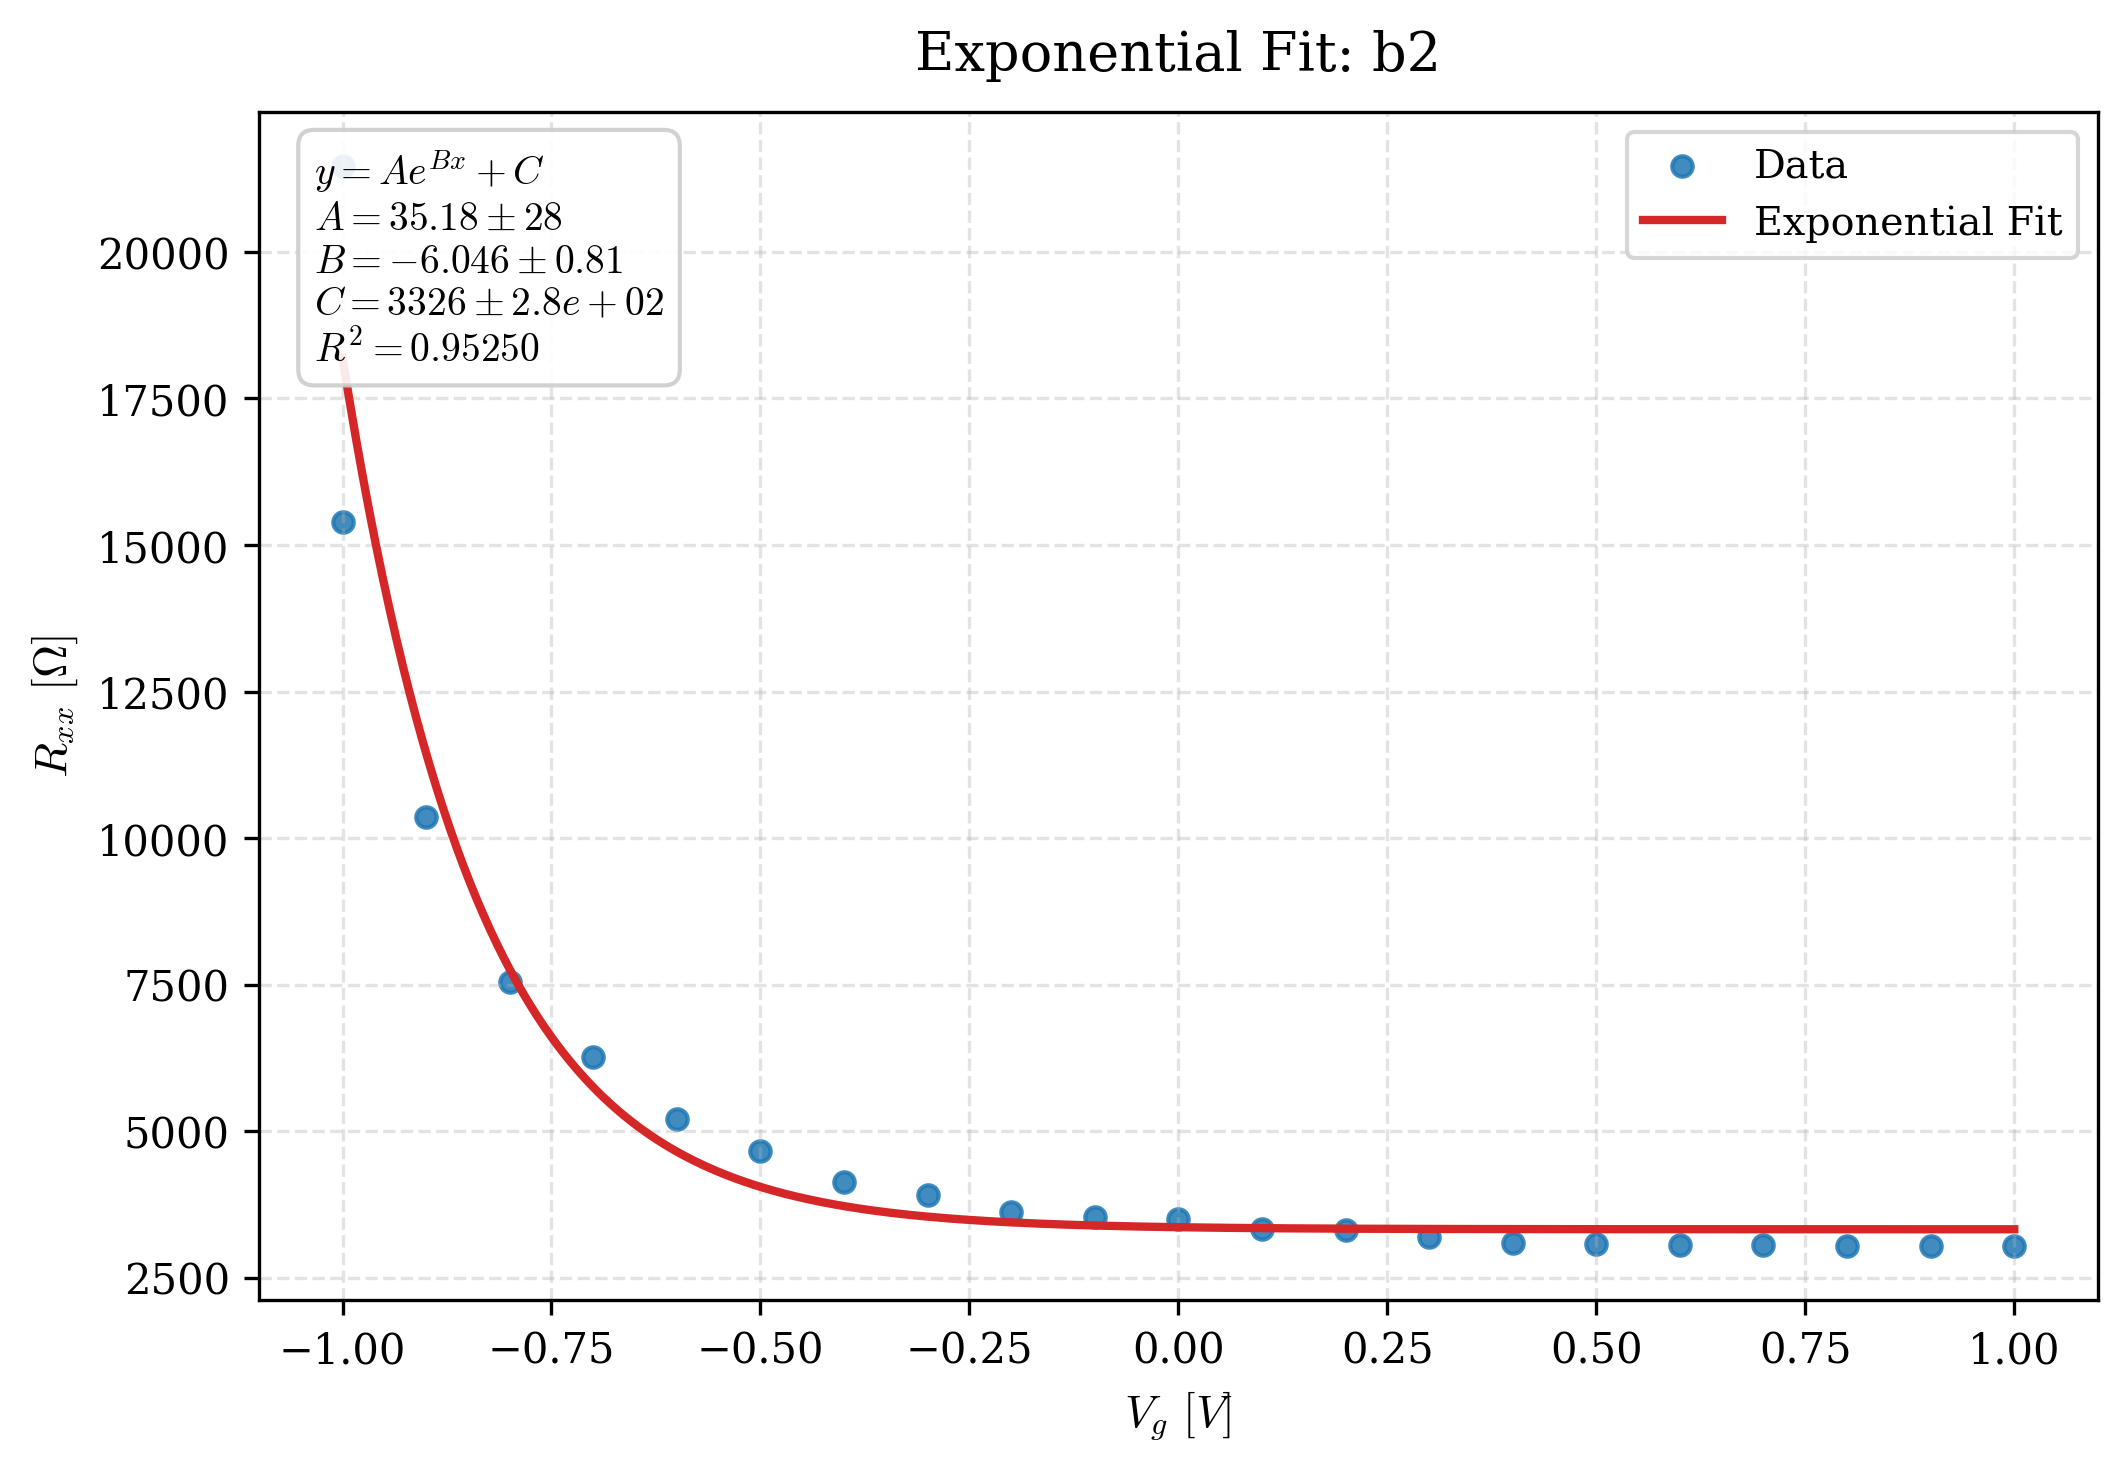 Exponential Fit: b2
y = Ae^{Bx} + C
A = 35.18 ± 28
B = −6.046 ± 0.81
C = 3326 ± 2.8e + 02
R² = 0.95250
Data
Exponential Fit
20000
17500
15000
12500
10000
7500
5000
2500
R_{xx} [Ω]
−1.00 −0.75 −0.50 −0.25 0.00 0.25 0.50 0.75 1.00
V_g [V]